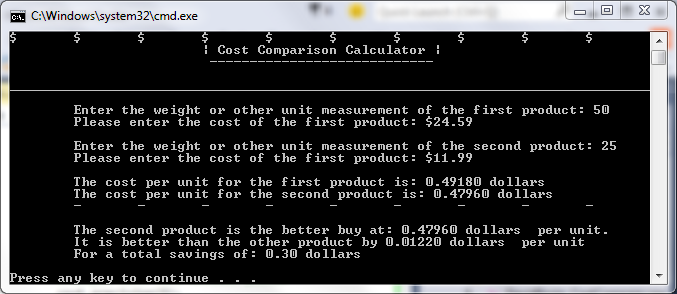 C:\Windows\system32\cmd.exe
$ $ $ $ $ $ $ $ $ $
¦ Cost Comparison Calculator ¦
----------------------------
Enter the weight or other unit measurement of the first product: 50
Please enter the cost of the first product: $24.59
Enter the weight or other unit measurement of the second product: 25
Please enter the cost of the first product: $11.99
The cost per unit for the first product is: 0.49180 dollars
The cost per unit for the second product is: 0.47960 dollars
- - - - - - - - -
The second product is the better buy at: 0.47960 dollars  per unit.
It is better than the other product by 0.01220 dollars  per unit
For a total savings of: 0.30 dollars
Press any key to continue . . .